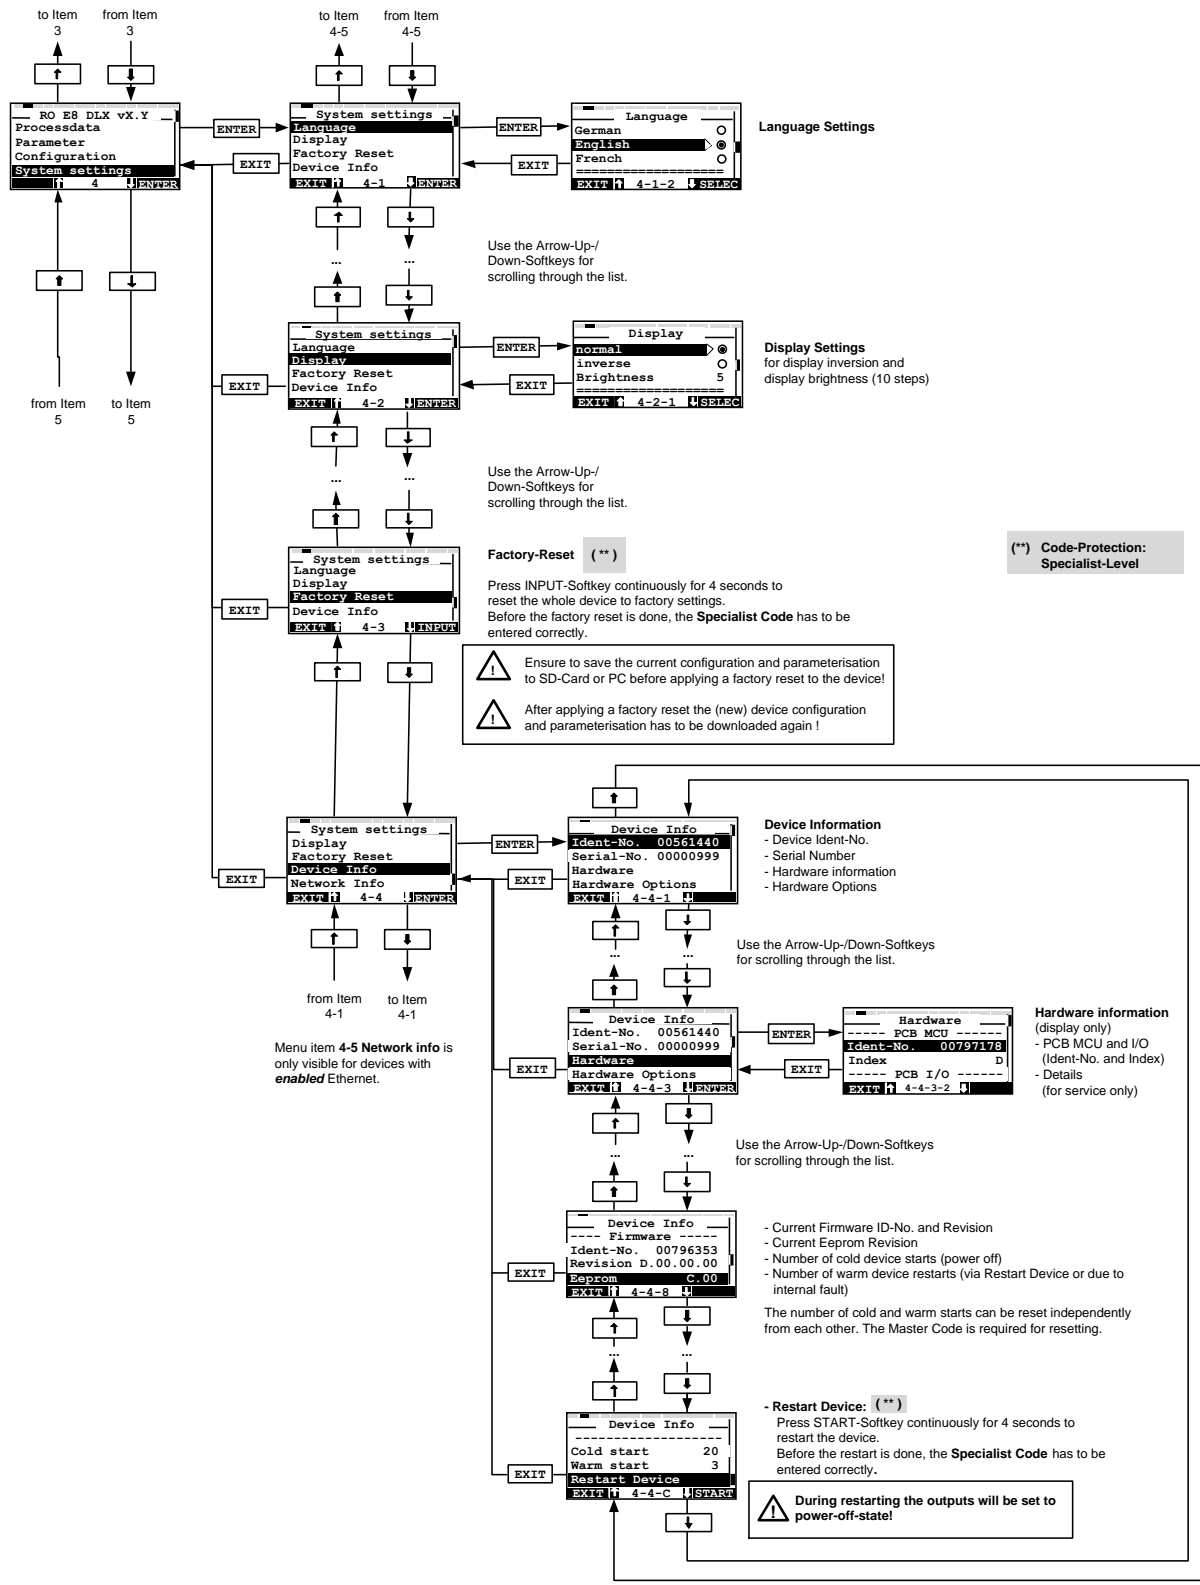 to Item
3
from Item
3
to Item
4-5
from Item
4-5
RO E8 DLX vX.Y
Processdata
Parameter
Configuration
System settings
4 ENTER
ENTER
EXIT
System settings
Language
Display
Factory Reset
Device Info
EXIT 4-1 ENTER
ENTER
EXIT
Language
German
English
French
====================
EXIT 4-1-2 SELEC
Language Settings
Use the Arrow-Up-/
Down-Softkeys for
scrolling through the list.
from Item
5
to Item
5
...
...
System settings
Language
Display
Factory Reset
Device Info
EXIT 4-2 ENTER
EXIT
ENTER
EXIT
Display
normal
inverse
Brightness 5
====================
EXIT 4-2-1 SELEC
Display Settings
for display inversion and
display brightness (10 steps)
Use the Arrow-Up-/
Down-Softkeys for
scrolling through the list.
...
...
System settings
Language
Display
Factory Reset
Device Info
EXIT 4-3 INPUT
EXIT
Factory-Reset (**)
Press INPUT-Softkey continuously for 4 seconds to
reset the whole device to factory settings.
Before the factory reset is done, the Specialist Code has to be
entered correctly.
(**) Code-Protection:
Specialist-Level
! Ensure to save the current configuration and parameterisation
to SD-Card or PC before applying a factory reset to the device!
! After applying a factory reset the (new) device configuration
and parameterisation has to be downloaded again !
System settings
Display
Factory Reset
Device Info
Network Info
EXIT 4-4 ENTER
EXIT
ENTER
EXIT
Device Info
Ident-No. 00561440
Serial-No. 00000999
Hardware
Hardware Options
EXIT 4-4-1
Device Information
- Device Ident-No.
- Serial Number
- Hardware information
- Hardware Options
from Item
4-1
to Item
4-1
Menu item 4-5 Network info is
only visible for devices with
enabled Ethernet.
...
...
Use the Arrow-Up-/Down-Softkeys
for scrolling through the list.
Device Info
Ident-No. 00561440
Serial-No. 00000999
Hardware
Hardware Options
EXIT 4-4-3 ENTER
EXIT
ENTER
EXIT
Hardware
----- PCB MCU ------
Ident-No. 00797178
Index D
----- PCB I/O ------
EXIT 4-4-3-2
Hardware information
(display only)
- PCB MCU and I/O
(Ident-No. and Index)
- Details
(for service only)
...
...
Use the Arrow-Up-/Down-Softkeys
for scrolling through the list.
Device Info
---- Firmware -----
Ident-No. 00796353
Revision D.00.00.00
Eeprom C.00
EXIT 4-4-8
EXIT
- Current Firmware ID-No. and Revision
- Current Eeprom Revision
- Number of cold device starts (power off)
- Number of warm device restarts (via Restart Device or due to
internal fault)
The number of cold and warm starts can be reset independently
from each other. The Master Code is required for resetting.
...
...
Device Info
--------------------
Cold start 20
Warm start 3
Restart Device
EXIT 4-4-C START
EXIT
- Restart Device: (**)
Press START-Softkey continuously for 4 seconds to
restart the device.
Before the restart is done, the Specialist Code has to be
entered correctly.
! During restarting the outputs will be set to
power-off-state!